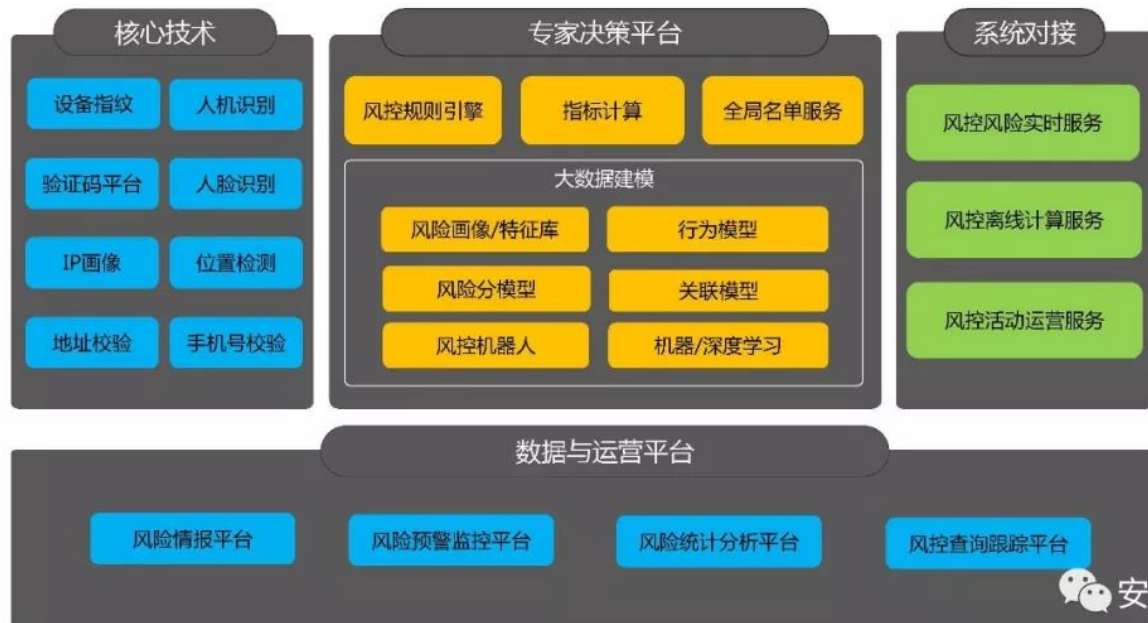 核心技术
设备指纹
人机识别
验证码平台
人脸识别
IP画像
位置检测
地址校验
手机号校验
专家决策平台
风控规则引擎
指标计算
全局名单服务
大数据建模
风险画像/特征库
行为模型
风险分模型
关联模型
风控机器人
机器/深度学习
系统对接
风控风险实时服务
风控离线计算服务
风控活动运营服务
数据与运营平台
风险情报平台
风险预警监控平台
风险统计分析平台
风控查询跟踪平台
安